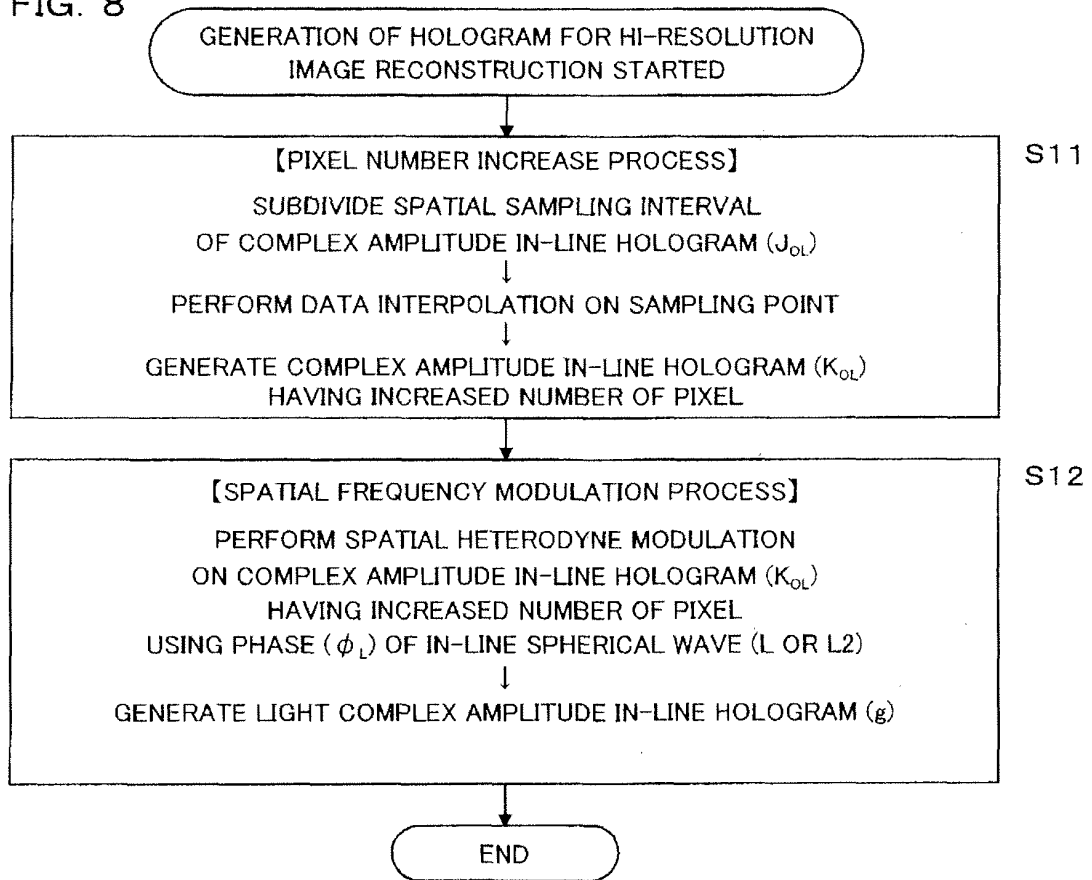 FIG. 8
GENERATION OF HOLOGRAM FOR HI-RESOLUTION
IMAGE RECONSTRUCTION STARTED
【PIXEL NUMBER INCREASE PROCESS】
S11
SUBDIVIDE SPATIAL SAMPLING INTERVAL
OF COMPLEX AMPLITUDE IN-LINE HOLOGRAM (J_OL)
↓
PERFORM DATA INTERPOLATION ON SAMPLING POINT
↓
GENERATE COMPLEX AMPLITUDE IN-LINE HOLOGRAM (K_OL)
HAVING INCREASED NUMBER OF PIXEL
【SPATIAL FREQUENCY MODULATION PROCESS】
S12
PERFORM SPATIAL HETERODYNE MODULATION
ON COMPLEX AMPLITUDE IN-LINE HOLOGRAM (K_OL)
HAVING INCREASED NUMBER OF PIXEL
USING PHASE (ϕ_L) OF IN-LINE SPHERICAL WAVE (L OR L2)
↓
GENERATE LIGHT COMPLEX AMPLITUDE IN-LINE HOLOGRAM (g)
END